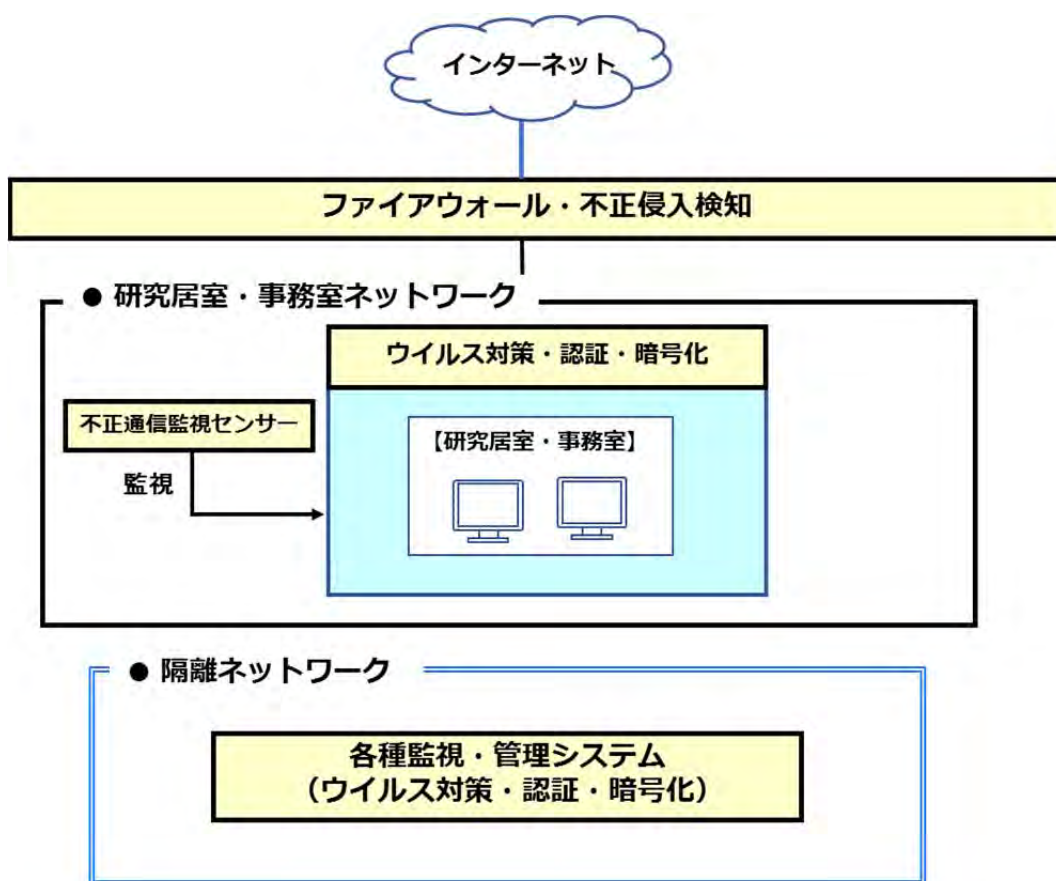 インターネット
ファイアウォール・不正侵入検知
● 研究居室・事務室ネットワーク
ウイルス対策・認証・暗号化
不正通信監視センサー
【研究居室・事務室】
監視
● 隔離ネットワーク
各種監視・管理システム
（ウイルス対策・認証・暗号化）